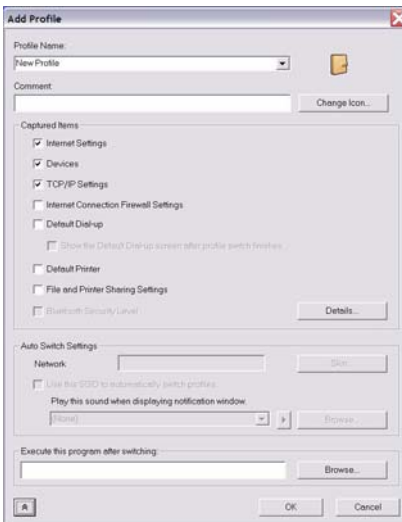 Add Profile
Profile Name:
New Profile
Comment:
Change Icon...
Captured Items
Internet Settings
Devices
TCP/IP Settings
Internet Connection Firewall Settings
Default Dial-up
Show the Default Dial-up screen after profile switch finishes.
Default Printer
File and Printer Sharing Settings
Bluetooth Security Level
Details...
Auto Switch Settings
Network:
Use this SSID to automatically switch profiles.
Play this sound when displaying notification window.
(None)
Browse...
Execute this program after switching:
Browse...
OK
Cancel